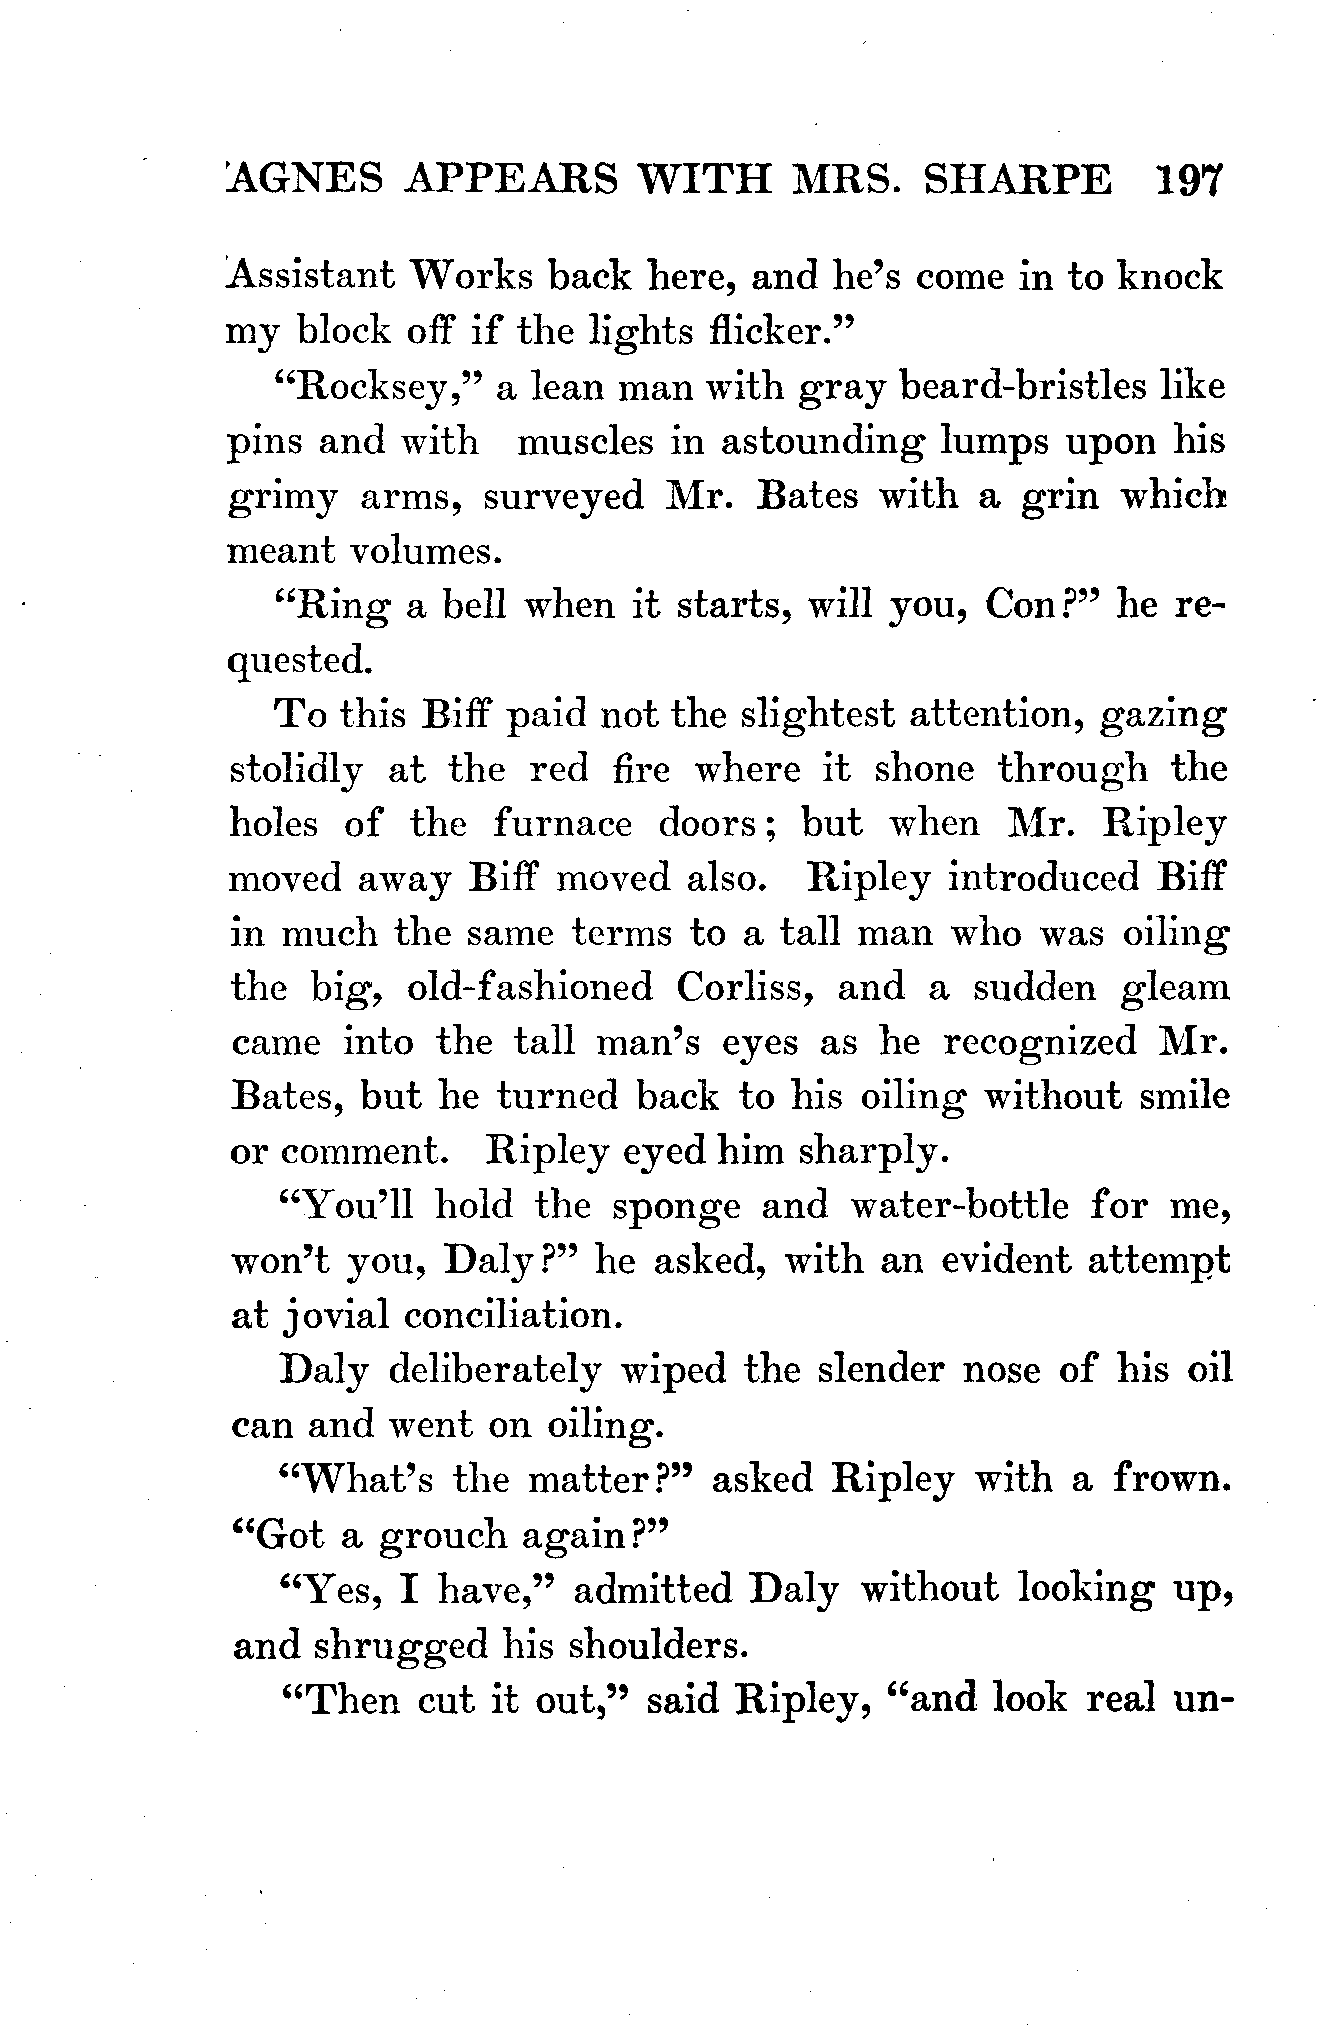 AGNES APPEARS WITH MRS. SHARPE 197
Assistant Works back here, and he's come in to knock
my block off if the lights flicker."
"Rocksey," a lean man with gray beard-bristles like
pins and with muscles in astounding lumps upon his
grimy arms, surveyed Mr. Bates with a grin which
meant volumes.
"Ring a bell when it starts, will you, Con?" he re-
quested.
To this Biff paid not the slightest attention, gazing
stolidly at the red fire where it shone through the
holes of the furnace doors; but when Mr. Ripley
moved away Biff moved also. Ripley introduced Biff
in much the same terms to a tall man who was oiling
the big, old-fashioned Corliss, and a sudden gleam
came into the tall man's eyes as he recognized Mr.
Bates, but he turned back to his oiling without smile
or comment. Ripley eyed him sharply.
"You'll hold the sponge and water-bottle for me,
won't you, Daly?" he asked, with an evident attempt
at jovial conciliation.
Daly deliberately wiped the slender nose of his oil
can and went on oiling.
"What's the matter?" asked Ripley with a frown.
"Got a grouch again?"
"Yes, I have," admitted Daly without looking up,
and shrugged his shoulders.
"Then cut it out," said Ripley, "and look real un-